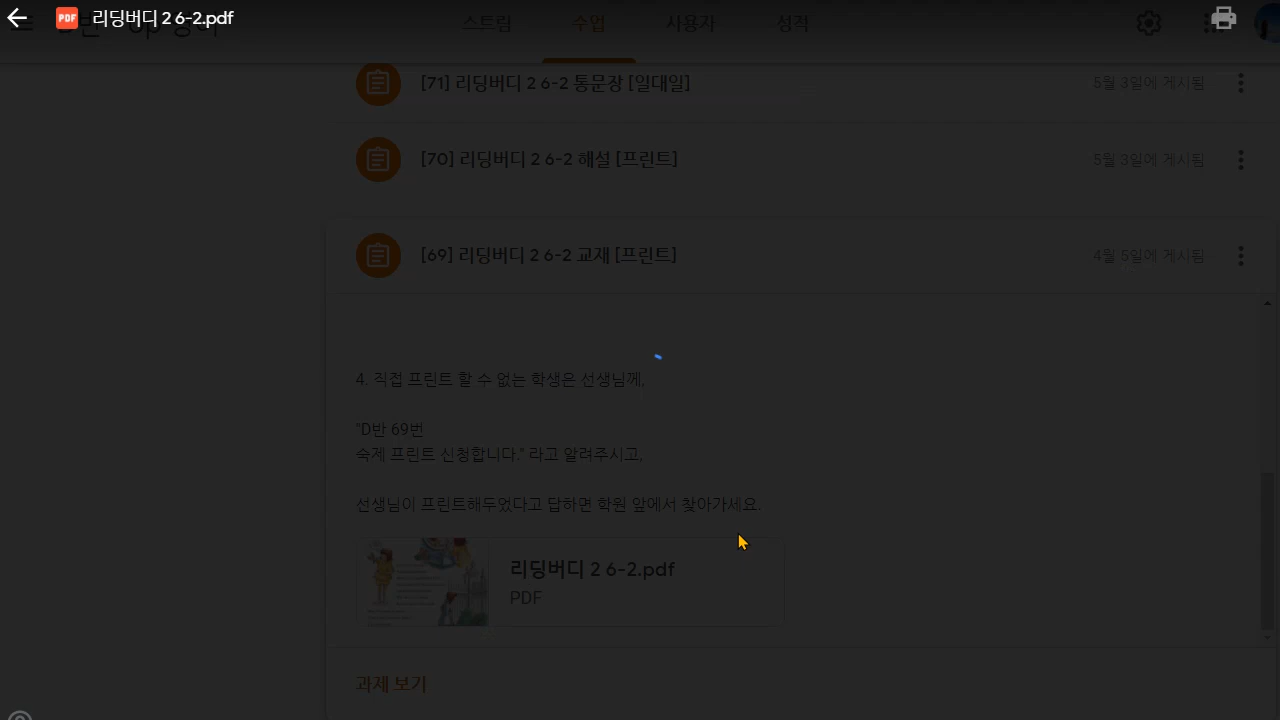 리딩버디 2 6-2.pdf
스트림 수업 사용자 성적
[71] 리딩버디 2 6-2 통문장 [일대일]
5월 3일에 게시됨
[70] 리딩버디 2 6-2 해설 [프린트]
5월 3일에 게시됨
[69] 리딩버디 2 6-2 교재 [프린트]
4월 5일에 게시됨
4. 직접 프린트 할 수 없는 학생은 선생님께,
"D반 69번
숙제 프린트 신청합니다." 라고 알려주시고,
선생님이 프린트해두었다고 답하면 학원 앞에서 찾아가세요.
리딩버디 2 6-2.pdf
PDF
과제 보기